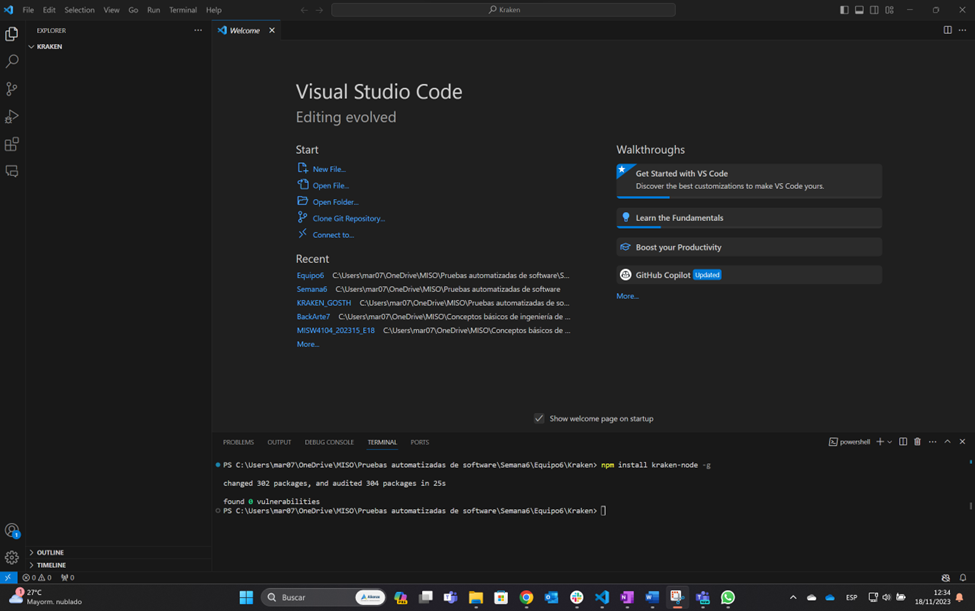 File Edit Selection View Go Run Terminal Help
Kraken
EXPLORER
KRAKEN
Welcome
Visual Studio Code
Editing evolved
Start
New File...
Open File...
Open Folder...
Clone Git Repository...
Connect to...
Recent
Equipo6 C:\Users\mar07\OneDrive\MISO\Pruebas automatizadas de software\S...
Semana6 C:\Users\mar07\OneDrive\MISO\Pruebas automatizadas de software
KRAKEN_GOSTH C:\Users\mar07\OneDrive\MISO\Pruebas automatizadas de so...
BackArte7 C:\Users\mar07\OneDrive\MISO\Conceptos básicos de ingeniería de ...
MISW4104_202315_E18 C:\Users\mar07\OneDrive\MISO\Conceptos básicos de ...
More...
Walkthroughs
Get Started with VS Code
Discover the best customizations to make VS Code yours.
Learn the Fundamentals
Boost your Productivity
GitHub Copilot Updated
More...
Show welcome page on startup
PROBLEMS OUTPUT DEBUG CONSOLE TERMINAL PORTS
powershell
PS C:\Users\mar07\OneDrive\MISO\Pruebas automatizadas de software\Semana6\Equipo6\Kraken> npm install kraken-node -g
changed 302 packages, and audited 304 packages in 25s
found 0 vulnerabilities
PS C:\Users\mar07\OneDrive\MISO\Pruebas automatizadas de software\Semana6\Equipo6\Kraken>
1
OUTLINE
TIMELINE
0 0 0
27°C
Mayorm. nublado
Buscar
ESP
12:34
18/11/2023